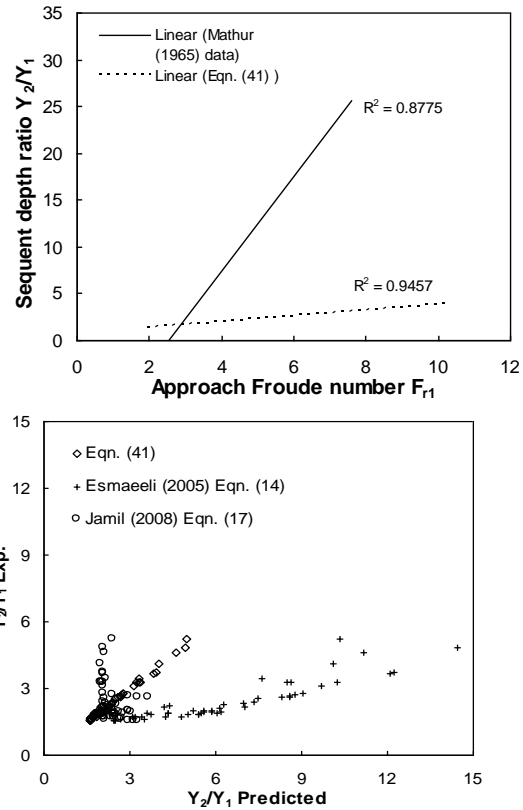 35
30
25
20
15
10
5
0
Sequent depth ratio Y2/Y1
Linear (Mathur
(1965) data)
Linear (Eqn. (41) )
R² = 0.8775
R² = 0.9457
0 2 4 6 8 10 12
Approach Froude number Fr1
15
12
9
6
3
0
Y2/Y1 Exp.
Eqn. (41)
Esmaeeli (2005) Eqn. (14)
Jamil (2008) Eqn. (17)
0 3 6 9 12 15
Y2/Y1 Predicted